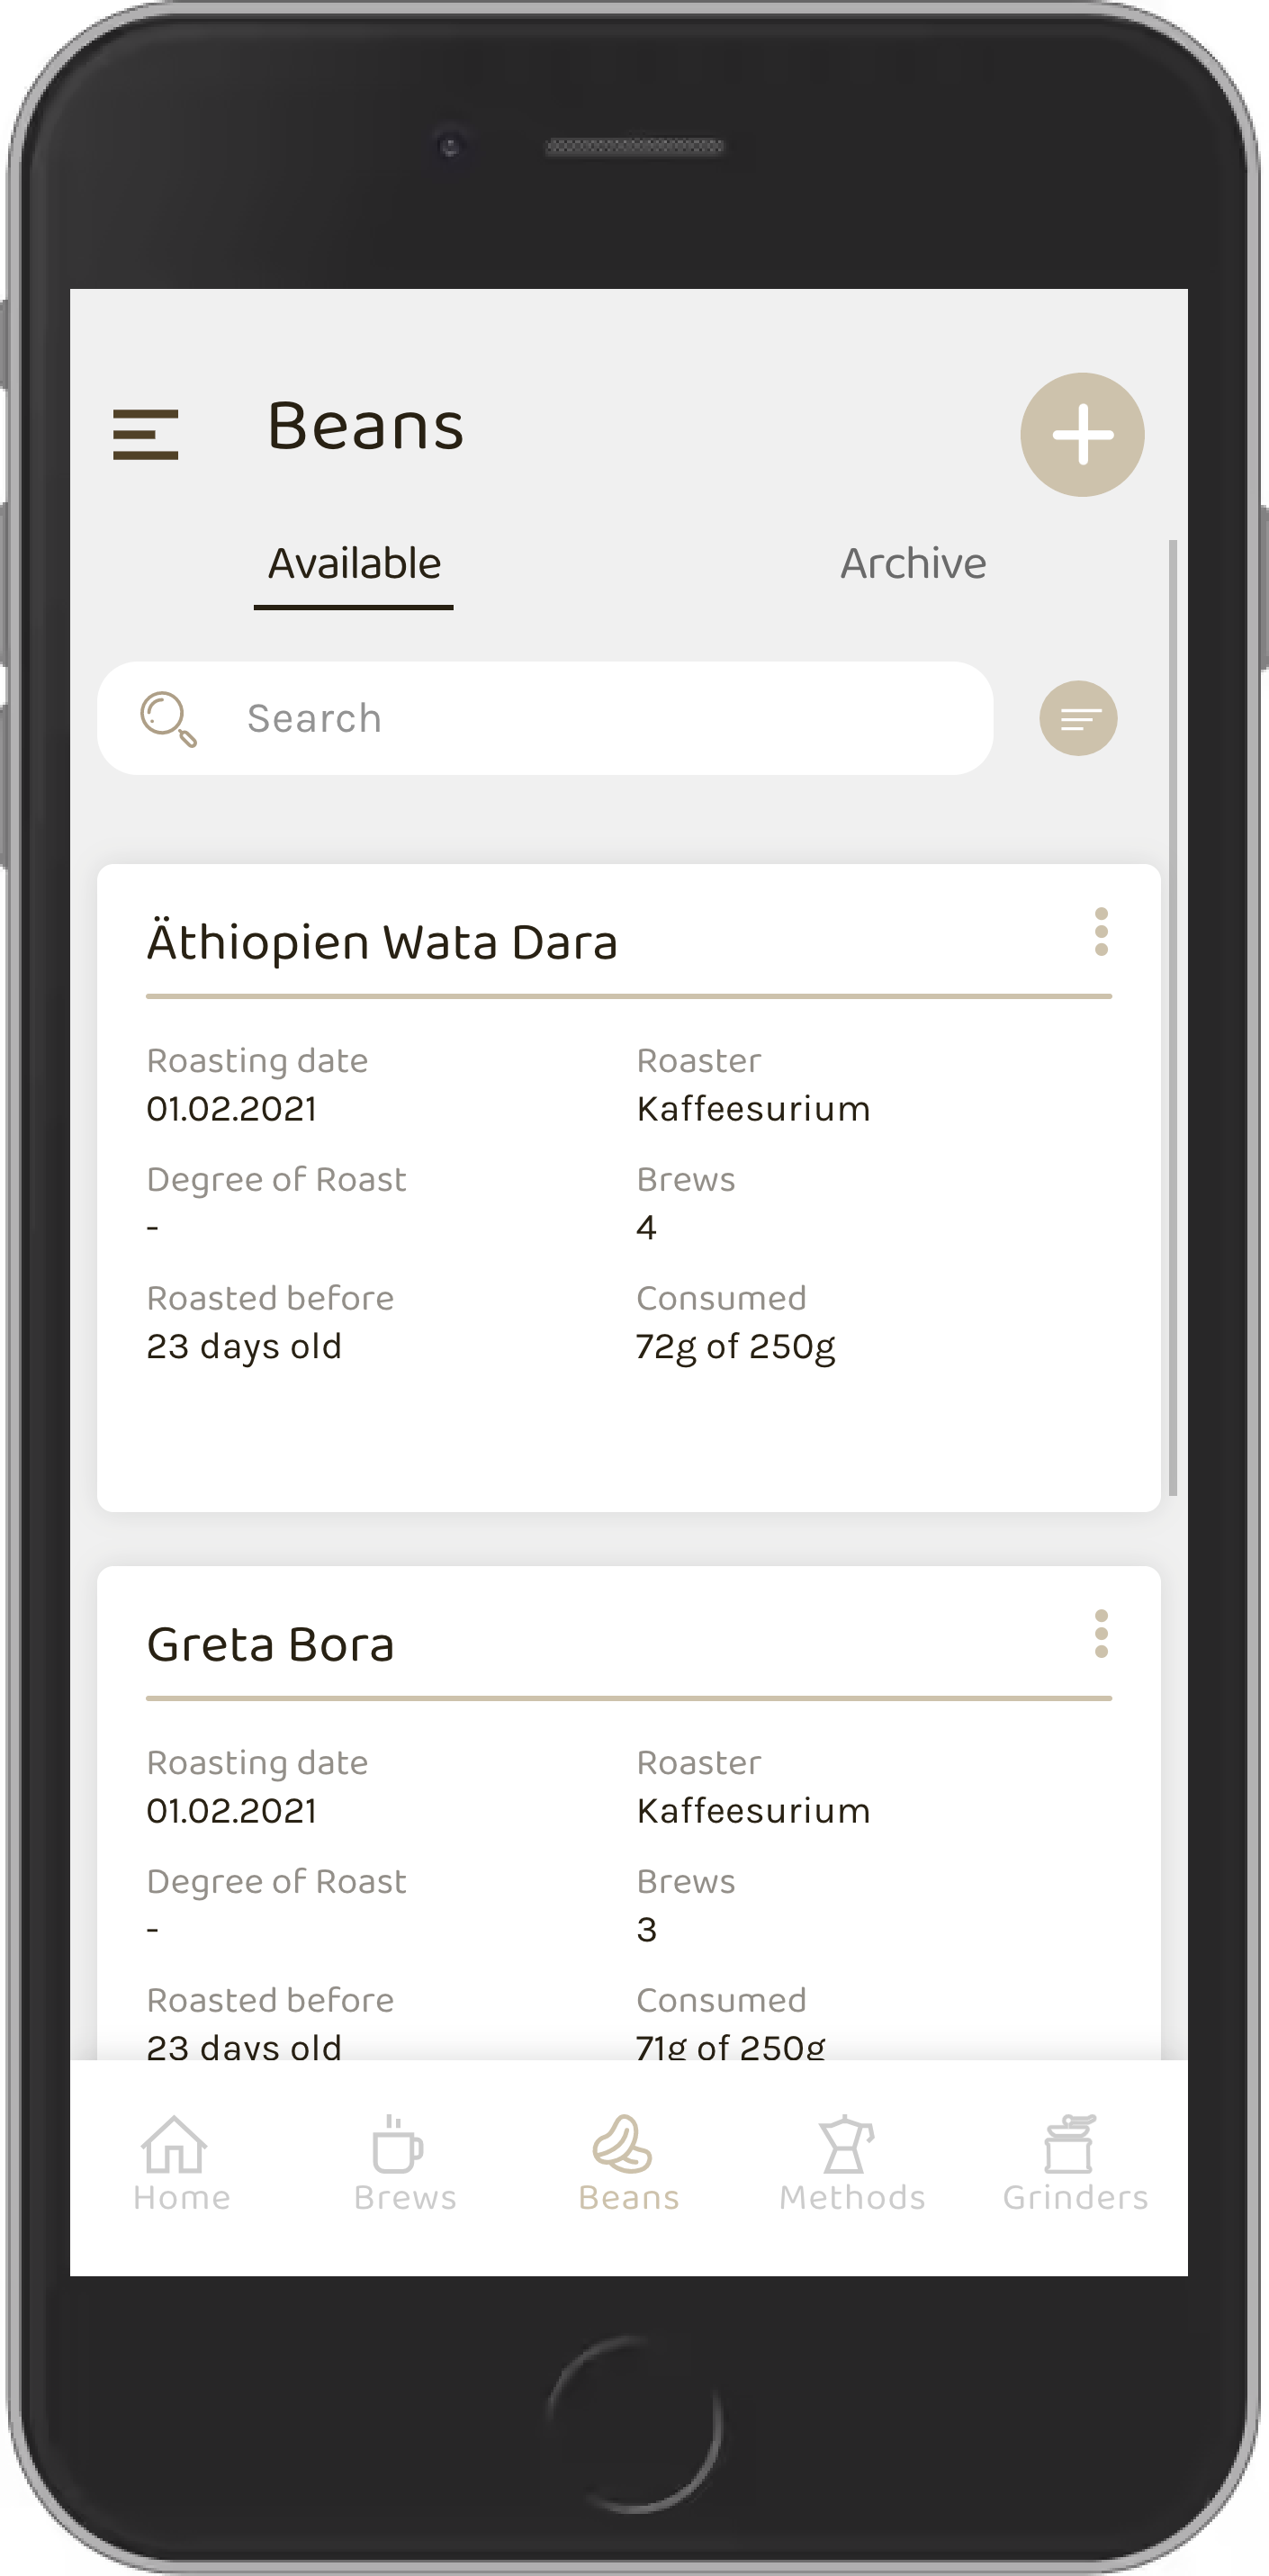 Beans
Available Archive
Search
Äthiopien Wata Dara
Roasting date Roaster
01.02.2021 Kaffeesurium
Degree of Roast Brews
- 4
Roasted before Consumed
23 days old 72g of 250g
Greta Bora
Roasting date Roaster
01.02.2021 Kaffeesurium
Degree of Roast Brews
- 3
Roasted before Consumed
23 days old 71g of 250g
Home Brews Beans Methods Grinders